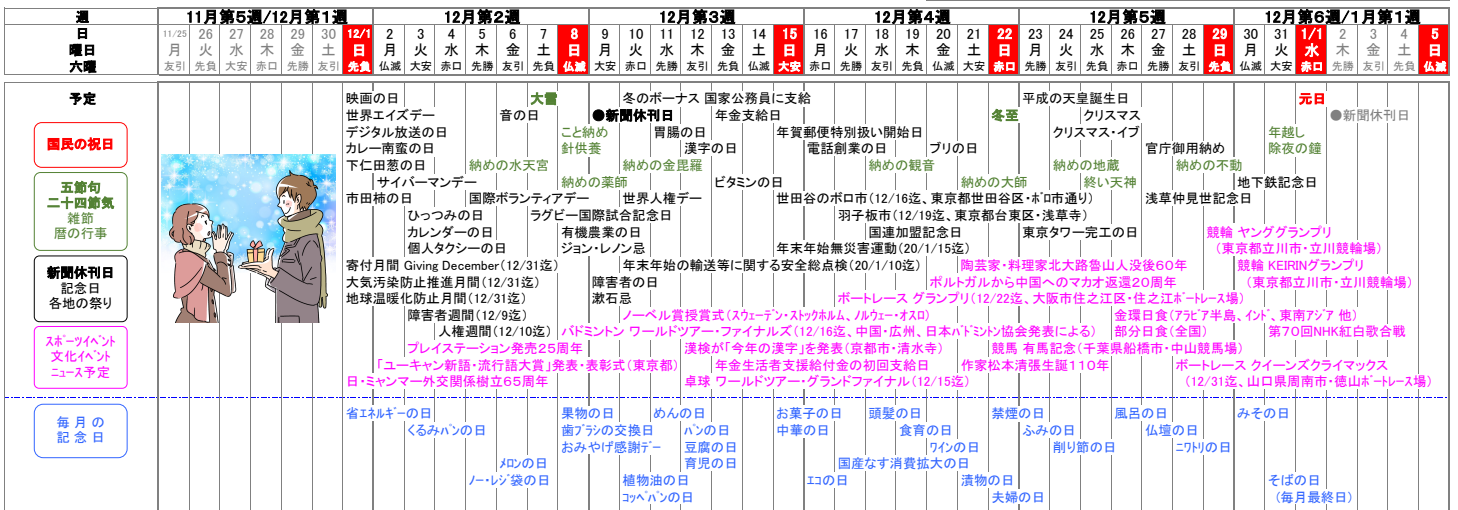 週 11月第5週/12月第1週 12月第2週 12月第3週 12月第4週 12月第5週 12月第6週/1月第1週
日 11/25 26 27 28 29 30 12/1 2 3 4 5 6 7 8 9 10 11 12 13 14 15 16 17 18 19 20 21 22 23 24 25 26 27 28 29 30 31 1/1 2 3 4 5
曜日 月 火 水 木 金 土 日 月 火 水 木 金 土 日 月 火 水 木 金 土 日 月 火 水 木 金 土 日 月 火 水 木 金 土 日 月 火 水 木 金 土 日
六曜 友引 先負 大安 赤口 先勝 友引 先負 仏滅 大安 赤口 先勝 友引 先負 仏滅 大安 赤口 先勝 友引 先負 仏滅 大安 赤口 先勝 友引 先負 仏滅 大安 赤口 先勝 友引 先負 仏滅 大安 赤口 先勝 友引 先負 仏滅 大安 赤口 先勝 友引 先負 仏滅
予定 映画の日 大雪 冬のボーナス 国家公務員に支給 平成の天皇誕生日 元日
世界エイズデー 音の日 ●新聞休刊日 年金支給日 冬至 クリスマス ●新聞休刊日
国民の祝日 デジタル放送の日 こと納め 胃腸の日 年賀郵便特別扱い開始日 クリスマス・イブ 年越し
カレー南蛮の日 針供養 漢字の日 電話創業の日 ブリの日 官庁御用納め 除夜の鐘
下仁田葱の日 納めの水天宮 納めの金毘羅 納めの観音 納めの地蔵 納めの不動
五節句 サイバーマンデー 納めの薬師 ビタミンの日 納めの大師 終い天神 地下鉄記念日
二十四節気 市田柿の日 国際ボランティアデー 世界人権デー 世田谷のボロ市(12/16迄、東京都世田谷区・ボロ市通り) 浅草仲見世記念日
雑節 ひっつみの日 ラグビー国際試合記念日 羽子板市(12/19迄、東京都台東区・浅草寺)
暦の行事 カレンダーの日 有機農業の日 国連加盟記念日 東京タワー完工の日 競輪 ヤンググランプリ
個人タクシーの日 ジョン・レノン忌 年末年始無災害運動(20/1/15迄) (東京都立川市・立川競輪場)
新聞休刊日 寄付月間 Giving December(12/31迄) 年末年始の輸送等に関する安全総点検(20/1/10迄) 陶芸家・料理家北大路魯山人没後60年 競輪 KEIRINグランプリ
記念日 大気汚染防止推進月間(12/31迄) 障害者の日 ポルトガルから中国へのマカオ返還20周年 (東京都立川市・立川競輪場)
各地の祭り 地球温暖化防止月間(12/31迄) 漱石忌 ボートレース グランプリ(12/22迄、大阪市住之江区・住之江ボートレース場)
障害者週間(12/9迄) ノーベル賞授賞式(スウェーデン・ストックホルム、ノルウェー・オスロ) 金環日食(アラビア半島、インド、東南アジア 他)
スポーツイベント 人権週間(12/10迄) バドミントン ワールドツアー・ファイナルズ(12/16迄、中国・広州、日本バドミントン協会発表による) 部分日食(全国) 第70回NHK紅白歌合戦
文化イベント プレイステーション発売25周年 漢検が「今年の漢字」を発表(京都市・清水寺) 競馬 有馬記念(千葉県船橋市・中山競馬場)
ニュース予定 「ユーキャン新語・流行語大賞」発表・表彰式(東京都) 年金生活者支援給付金の初回支給日 作家松本清張生誕110年 ボートレース クイーンズクライマックス
日・ミャンマー外交関係樹立65周年 卓球 ワールドツアー・グランドファイナル(12/15迄) (12/31迄、山口県周南市・徳山ボートレース場)
毎月の 省エネルギーの日 果物の日 めんの日 お菓子の日 頭髪の日 禁煙の日 風呂の日 みその日
記念日 くるみパンの日 歯ブラシの交換日 パンの日 中華の日 食育の日 ふみの日 仏壇の日
おみやげ感謝デー 豆腐の日 ワインの日 削り節の日 ニワトリの日
メロンの日 育児の日 国産なす消費拡大の日
ノー・レジ袋の日 植物油の日 エコの日 漬物の日 そばの日
コッペパンの日 夫婦の日 (毎月最終日)